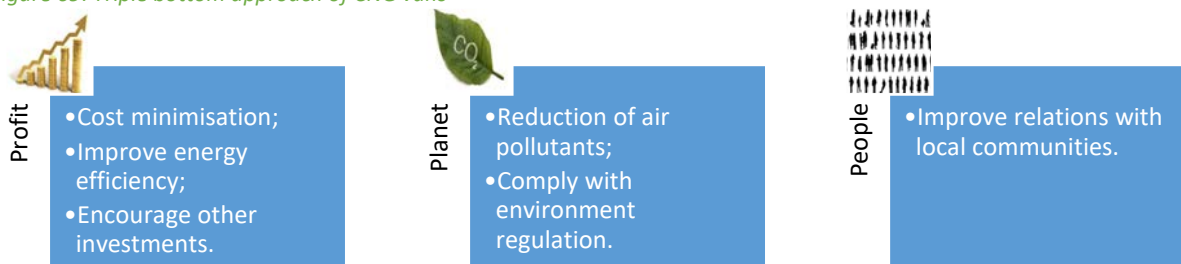 Profit
•Cost minimisation;
•Improve energy
efficiency;
•Encourage other
investments.
CO₂
Planet
•Reduction of air
pollutants;
•Comply with
environment
regulation.
People
•Improve relations with
local communities.